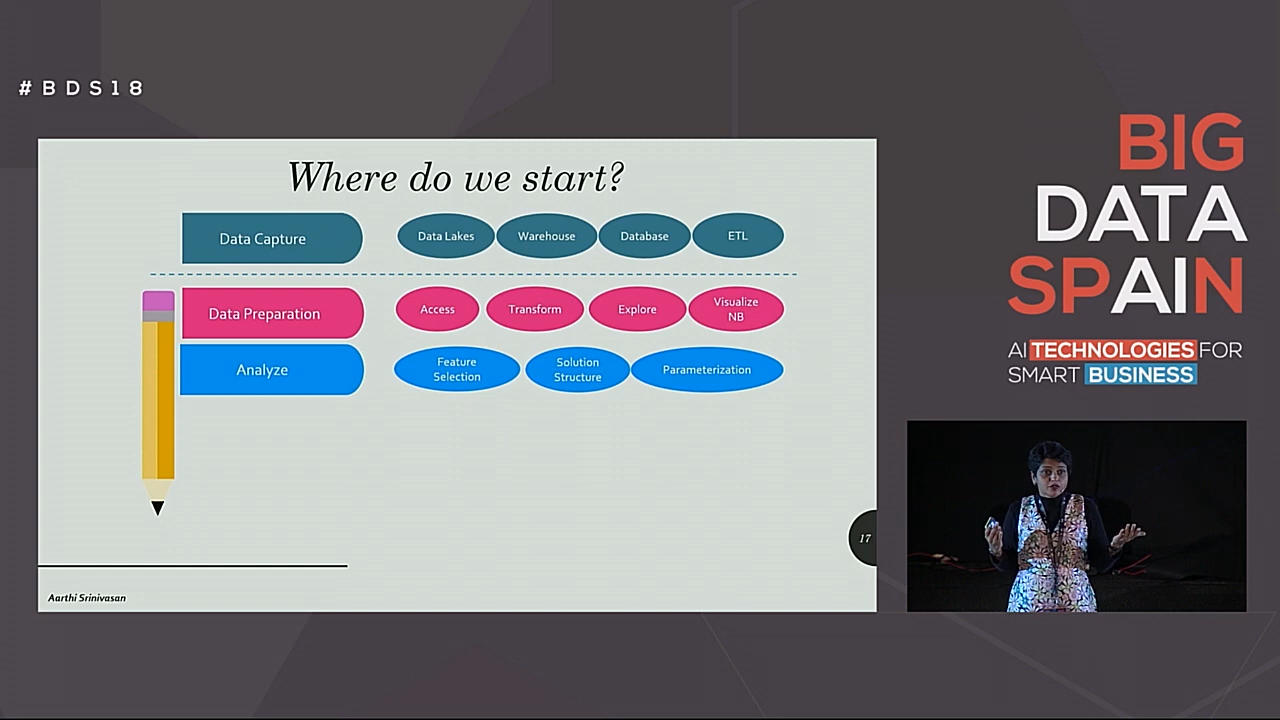 #BDS18
Where do we start?
Data Capture
Data Lakes
Warehouse
Database
ETL
Data Preparation
Access
Transform
Explore
Visualize
NB
Analyze
Feature
Selection
Solution
Structure
Parameterization
17
Aarthi Srinivasan
BIG
DATA
SPAIN
AI TECHNOLOGIES FOR
SMART BUSINESS